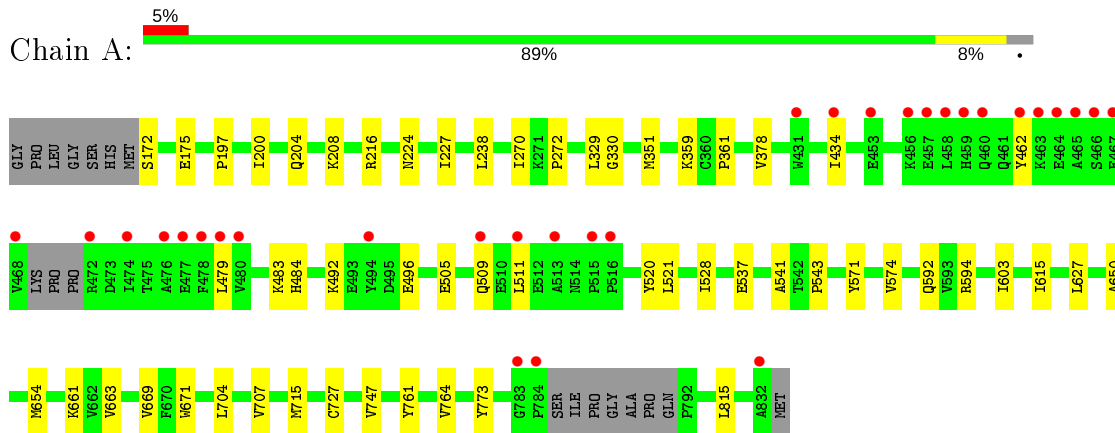 5%
Chain A:
89% 8% •
GLY PRO LEU GLY SER HIS MET S172 E175 P197 I200 Q204 K208 R216 N224 I227 L238 I270 K271 P272 L329 G330 M351 K359 C360 P361 V378 W431 I434 E453 K456 E457 L458 H459 Q460 Q461 Y462 K463 E464 A465 S466
V468 LYS PRO PRO R472 D473 I474 T475 A476 E477 F478 L479 V480 K483 H484 K492 E493 Y494 D495 E496 E505 Q509 E510 L511 E512 A513 N514 P515 P516 Y520 L521 I528 E537 A541 T542 P543 Y571 V574 Q592 V593 R594 I603 I615 L627
M654 K661 V662 V663 V669 F670 W671 L704 V707 M715 C727 V747 Y761 V764 Y773 G783 P784 SER ILE PRO GLY ALA PRO GLN P792 L815 A832 MET